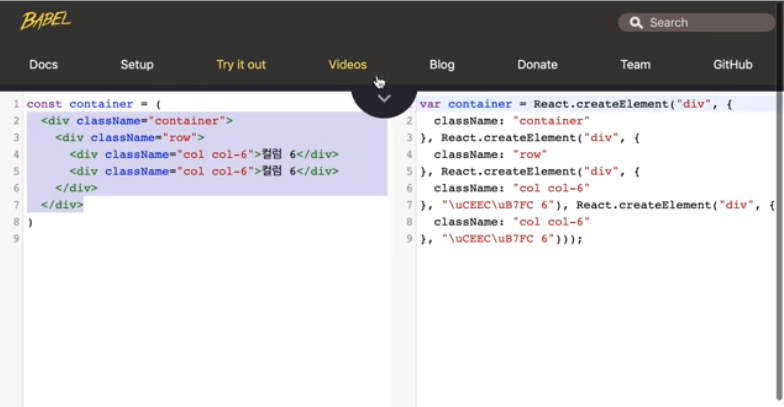 BABEL
Search
Docs Setup Try it out Videos Blog Donate Team GitHub
1 const container = (
2 <div className="container">
3 <div className="row">
4 <div className="col col-6">컬럼 6</div>
5 <div className="col col-6">컬럼 6</div>
6 </div>
7 </div>
8 )
9
1 var container = React.createElement("div", {
2 className: "container"
3 }, React.createElement("div", {
4 className: "row"
5 }, React.createElement("div", {
6 className: "col col-6"
7 }, "\uCEEC\uB7FC 6"), React.createElement("div", {
8 className: "col col-6"
9 }, "\uCEEC\uB7FC 6")));